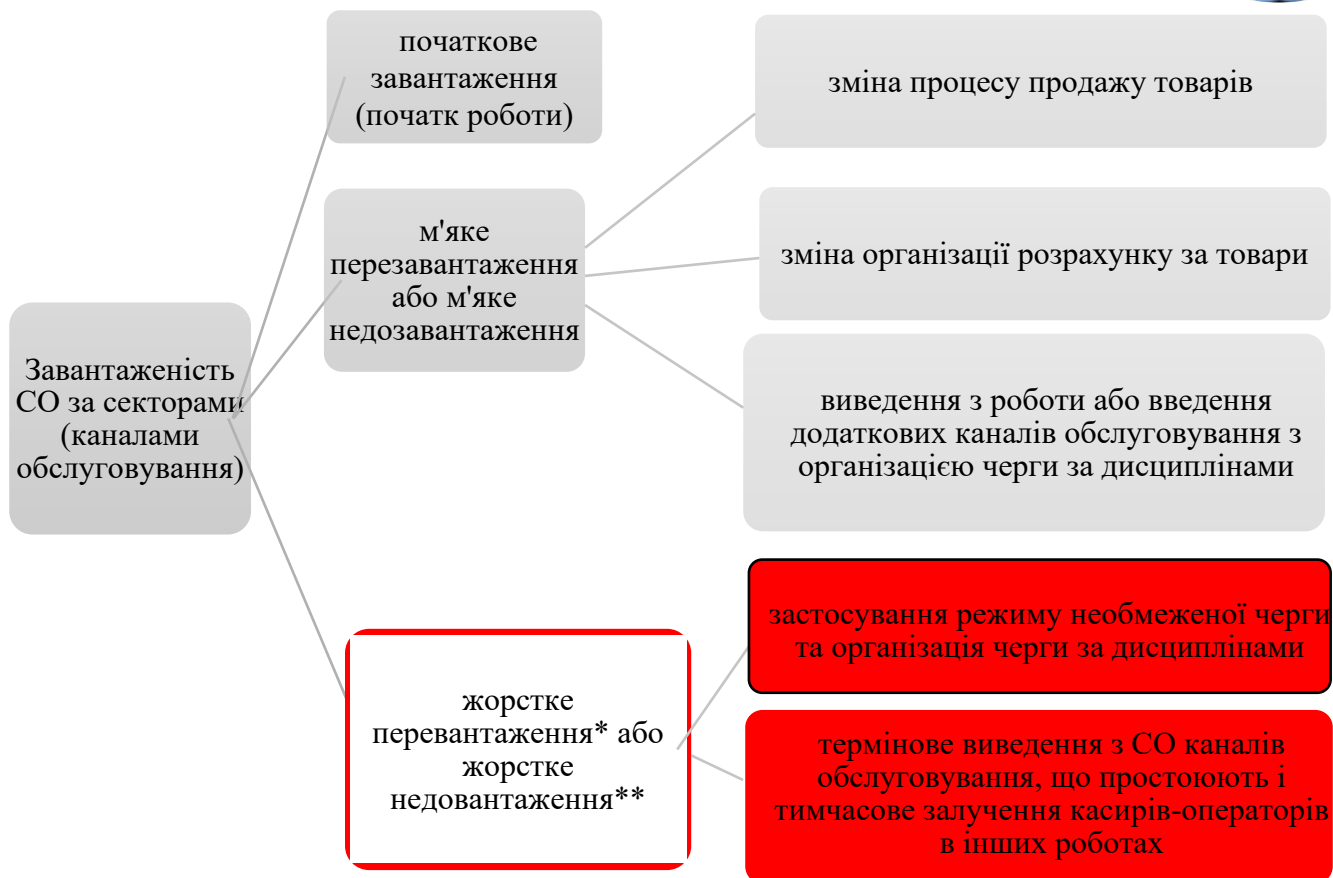 початкове
завантаження
(початк роботи)
зміна процесу продажу товарів
м'яке
перезавантаження
або м'яке
недозавантаження
зміна організації розрахунку за товари
виведення з роботи або введення
додаткових каналів обслуговування з
організацією черги за дисциплінами
Завантаженість
СО за секторами
(каналами
обслуговування)
жорстке
перевантаження* або
жорстке
недовантаження**
застосування режиму необмеженої черги
та організація черги за дисциплінами
термінове виведення з СО каналів
обслуговування, що простоюють і
тимчасове залучення касирів-операторів
в інших роботах